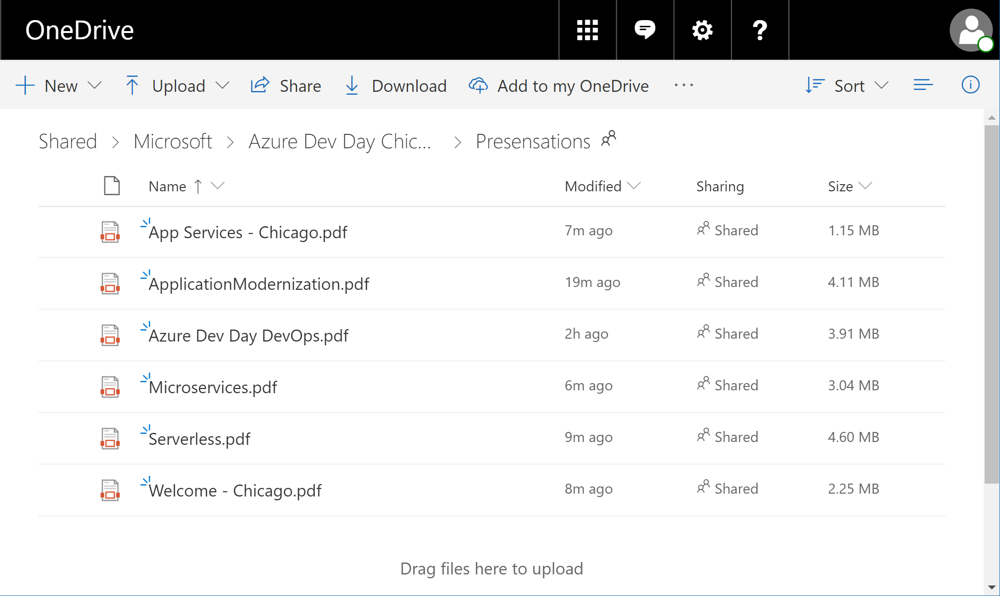 OneDrive
?
New Upload Share Download Add to my OneDrive ... Sort
Shared > Microsoft > Azure Dev Day Chic... > Presensations
Name Modified Sharing Size
App Services - Chicago.pdf 7m ago Shared 1.15 MB
ApplicationModernization.pdf 19m ago Shared 4.11 MB
Azure Dev Day DevOps.pdf 2h ago Shared 3.91 MB
Microservices.pdf 6m ago Shared 3.04 MB
Serverless.pdf 9m ago Shared 4.60 MB
Welcome - Chicago.pdf 8m ago Shared 2.25 MB
Drag files here to upload